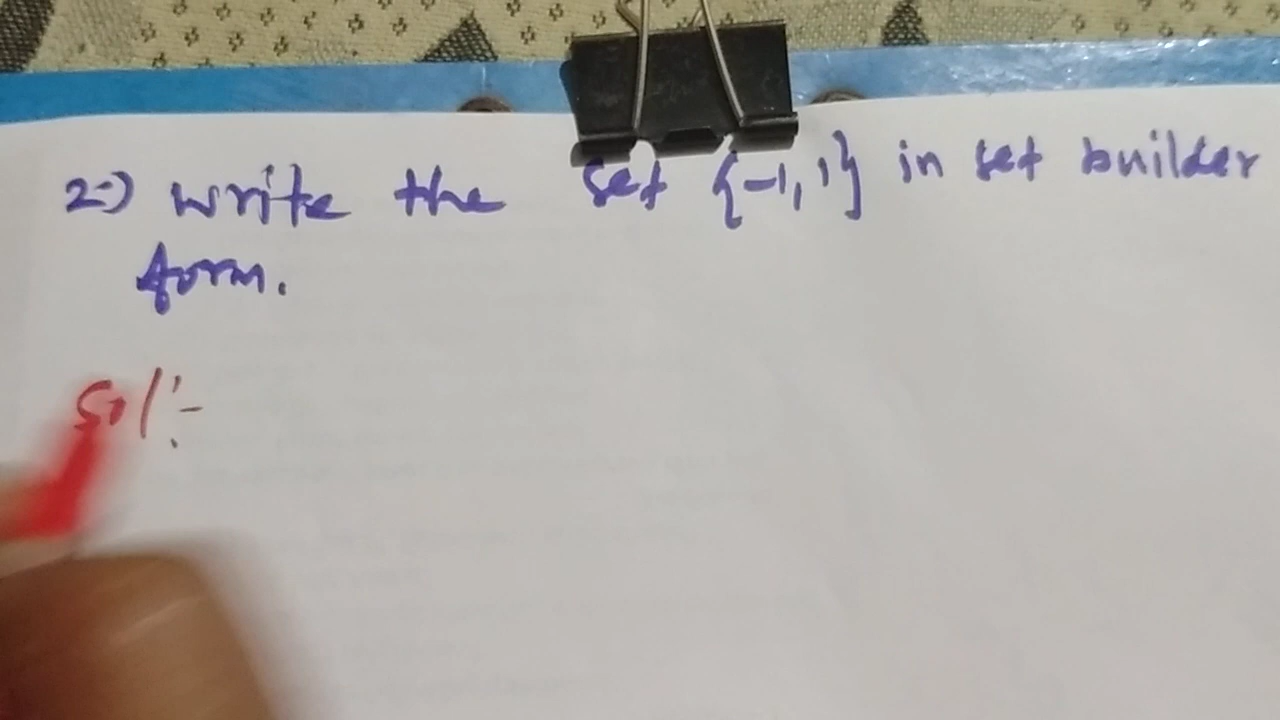 2-) write the set {-1, 1} in set builder
form.
Sol:-